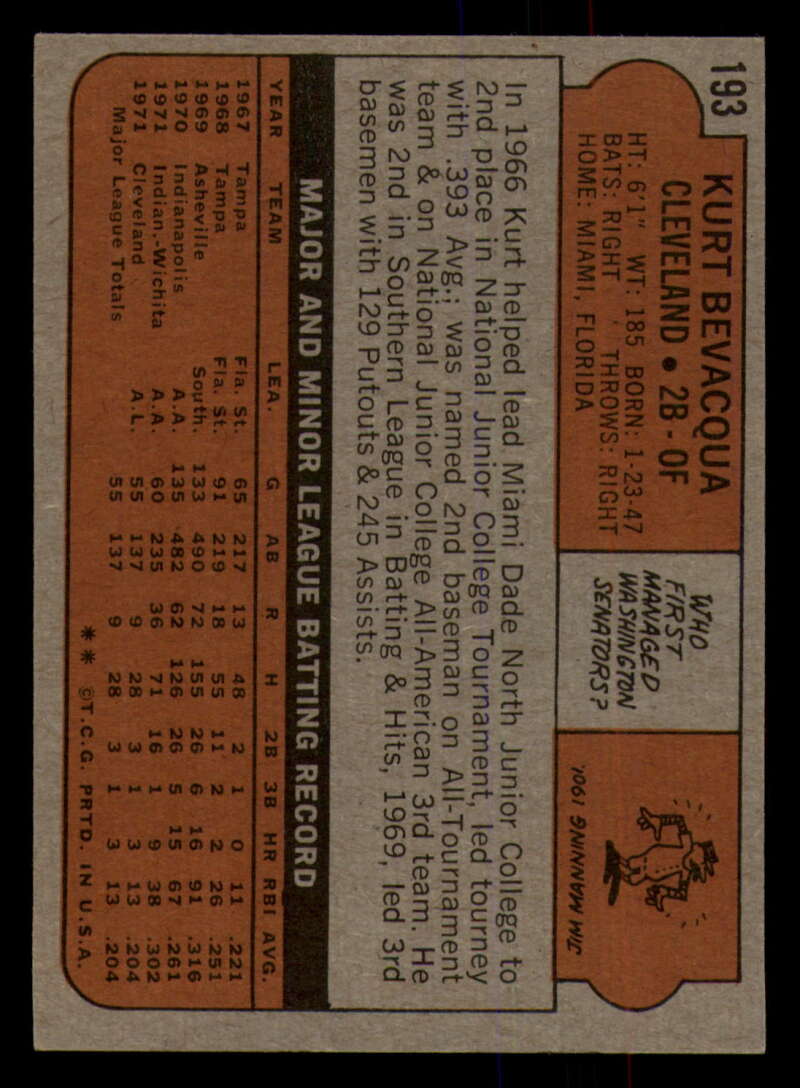 193
KURT BEVACQUA
CLEVELAND • 2B-OF
HT: 6'1" WT: 185 BORN: 1-23-47
BATS: RIGHT THROWS: RIGHT
HOME: MIAMI, FLORIDA
WHO
FIRST
MANAGED
WASHINGTON
SENATORS?
JIM MANNING 1901.
In 1966 Kurt helped lead Miami Dade North Junior College to
2nd place in National Junior College Tournament, led tourney
with .393 Avg.; was named 2nd baseman on All-Tournament
team & on National Junior College All-American 3rd team. He
was 2nd in Southern League in Batting & Hits, 1969, led 3rd
basemen with 129 Putouts & 245 Assists.
MAJOR AND MINOR LEAGUE BATTING RECORD
YEAR TEAM LEA. G AB R H 2B 3B HR RBI AVG.
1967 Tampa Fla. St. 65 217 13 48 2 1 0 11 .221
1968 Tampa Fla. St. 91 219 18 55 11 2 2 26 .251
1969 Asheville South. 133 490 72 155 26 6 16 91 .316
1970 Indianapolis A.A. 135 482 62 126 26 5 15 67 .261
1971 Indian.-Wichita A.A. 60 235 36 71 16 1 9 38 .302
1971 Cleveland A.L. 55 137 9 28 3 1 3 13 .204
Major League Totals 55 137 9 28 3 1 3 13 .204
** ©T.C.G. PRTD. IN U.S.A.